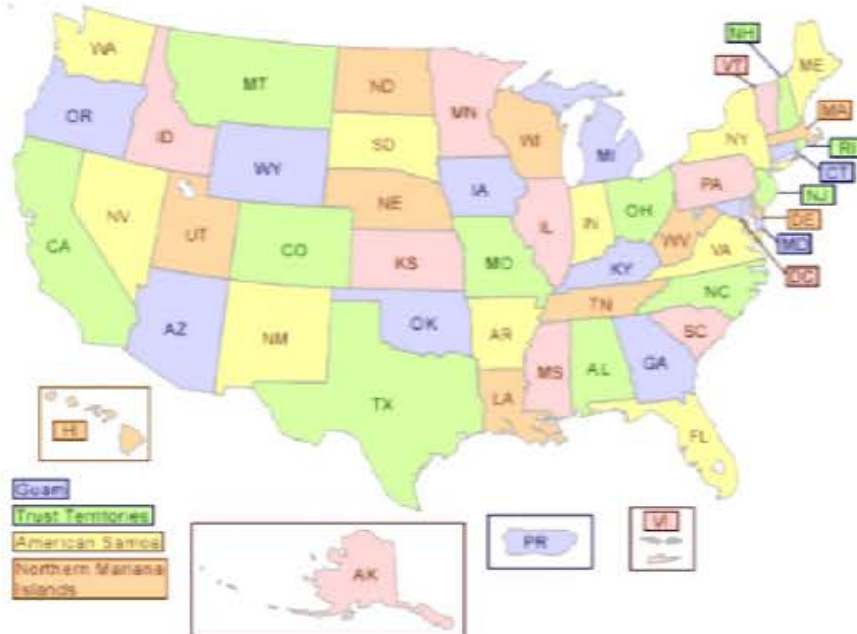 WA
MT
ND
MN
NH
VT
ME
OR
ID
SD
WI
NY
MA
MI
RI
WY
CT
IA
PA
NJ
NV
NE
IL
IN
OH
DE
CA
UT
CO
WV
VA
MD
KS
MO
KY
DC
NC
TN
AZ
NM
OK
AR
SC
MS
AL
GA
TX
LA
HI
FL
Guam
Trust Territories
American Samoa
Northern Mariana
Islands
VI
PR
AK